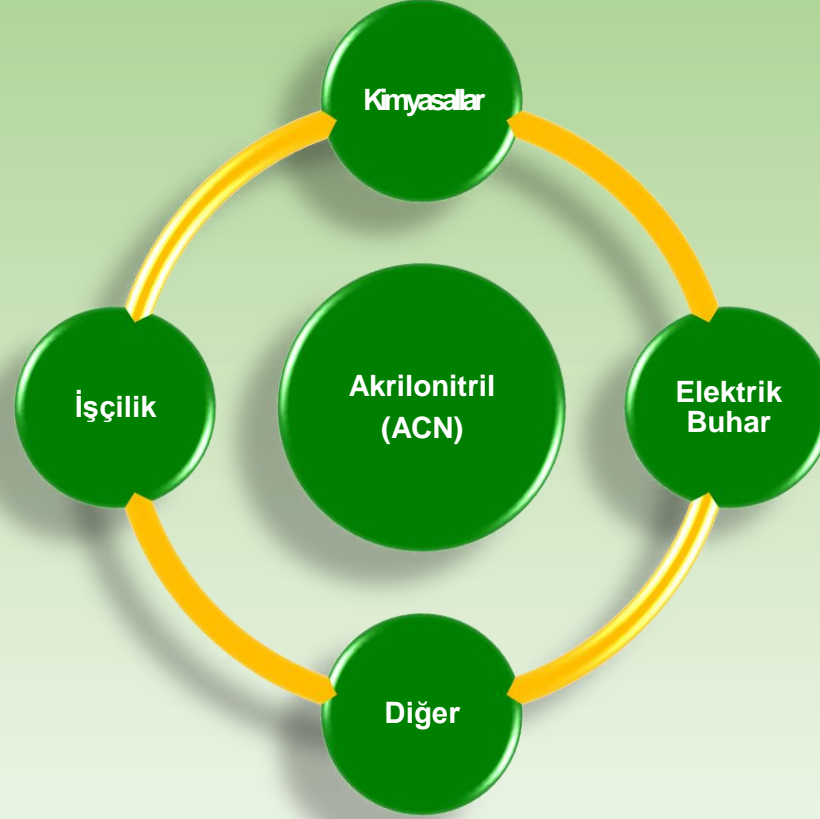 Kimyasallar
İşçilik
Akrilonitril
(ACN)
Elektrik
Buhar
Diğer